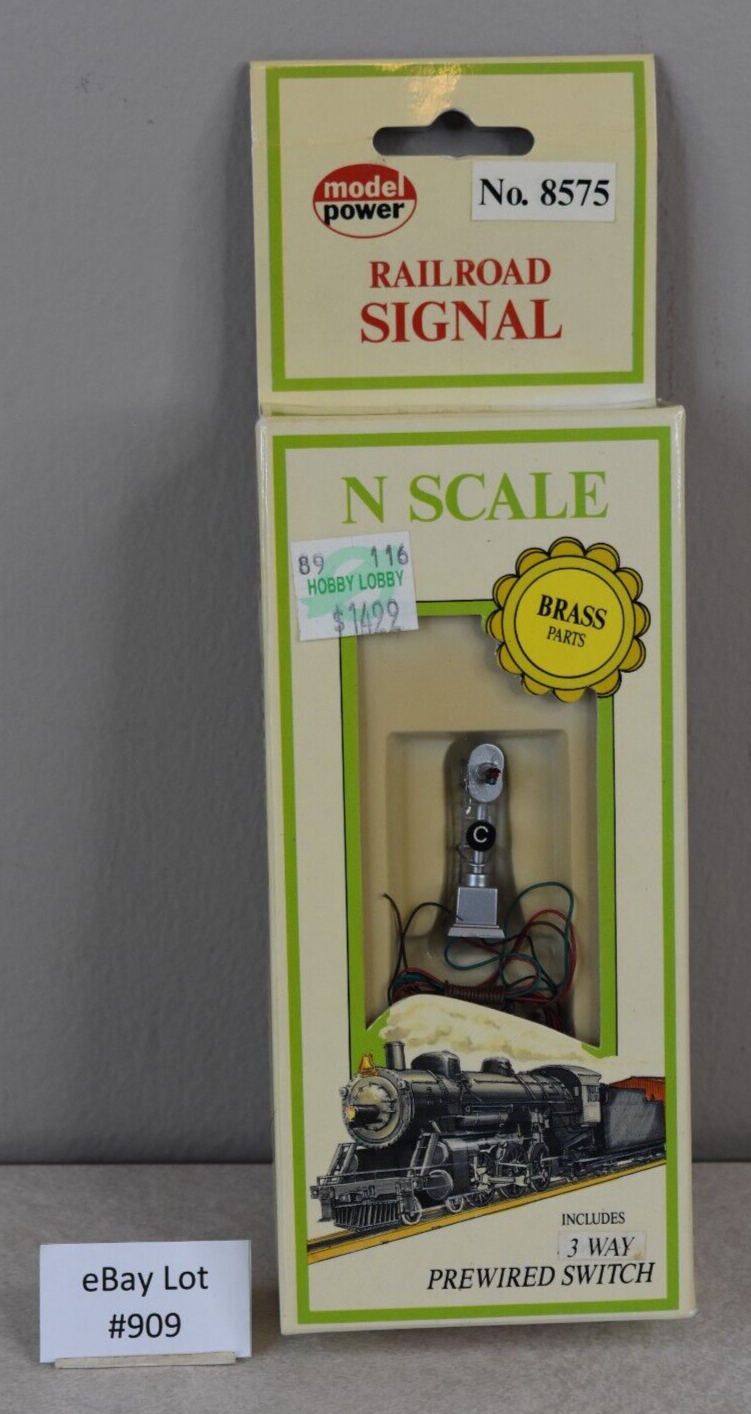 model
power
No. 8575
RAILROAD
SIGNAL
N SCALE
89 116
HOBBY LOBBY
$1422
BRASS
PARTS
C
INCLUDES
3 WAY
PREWIRED SWITCH
eBay Lot
#909